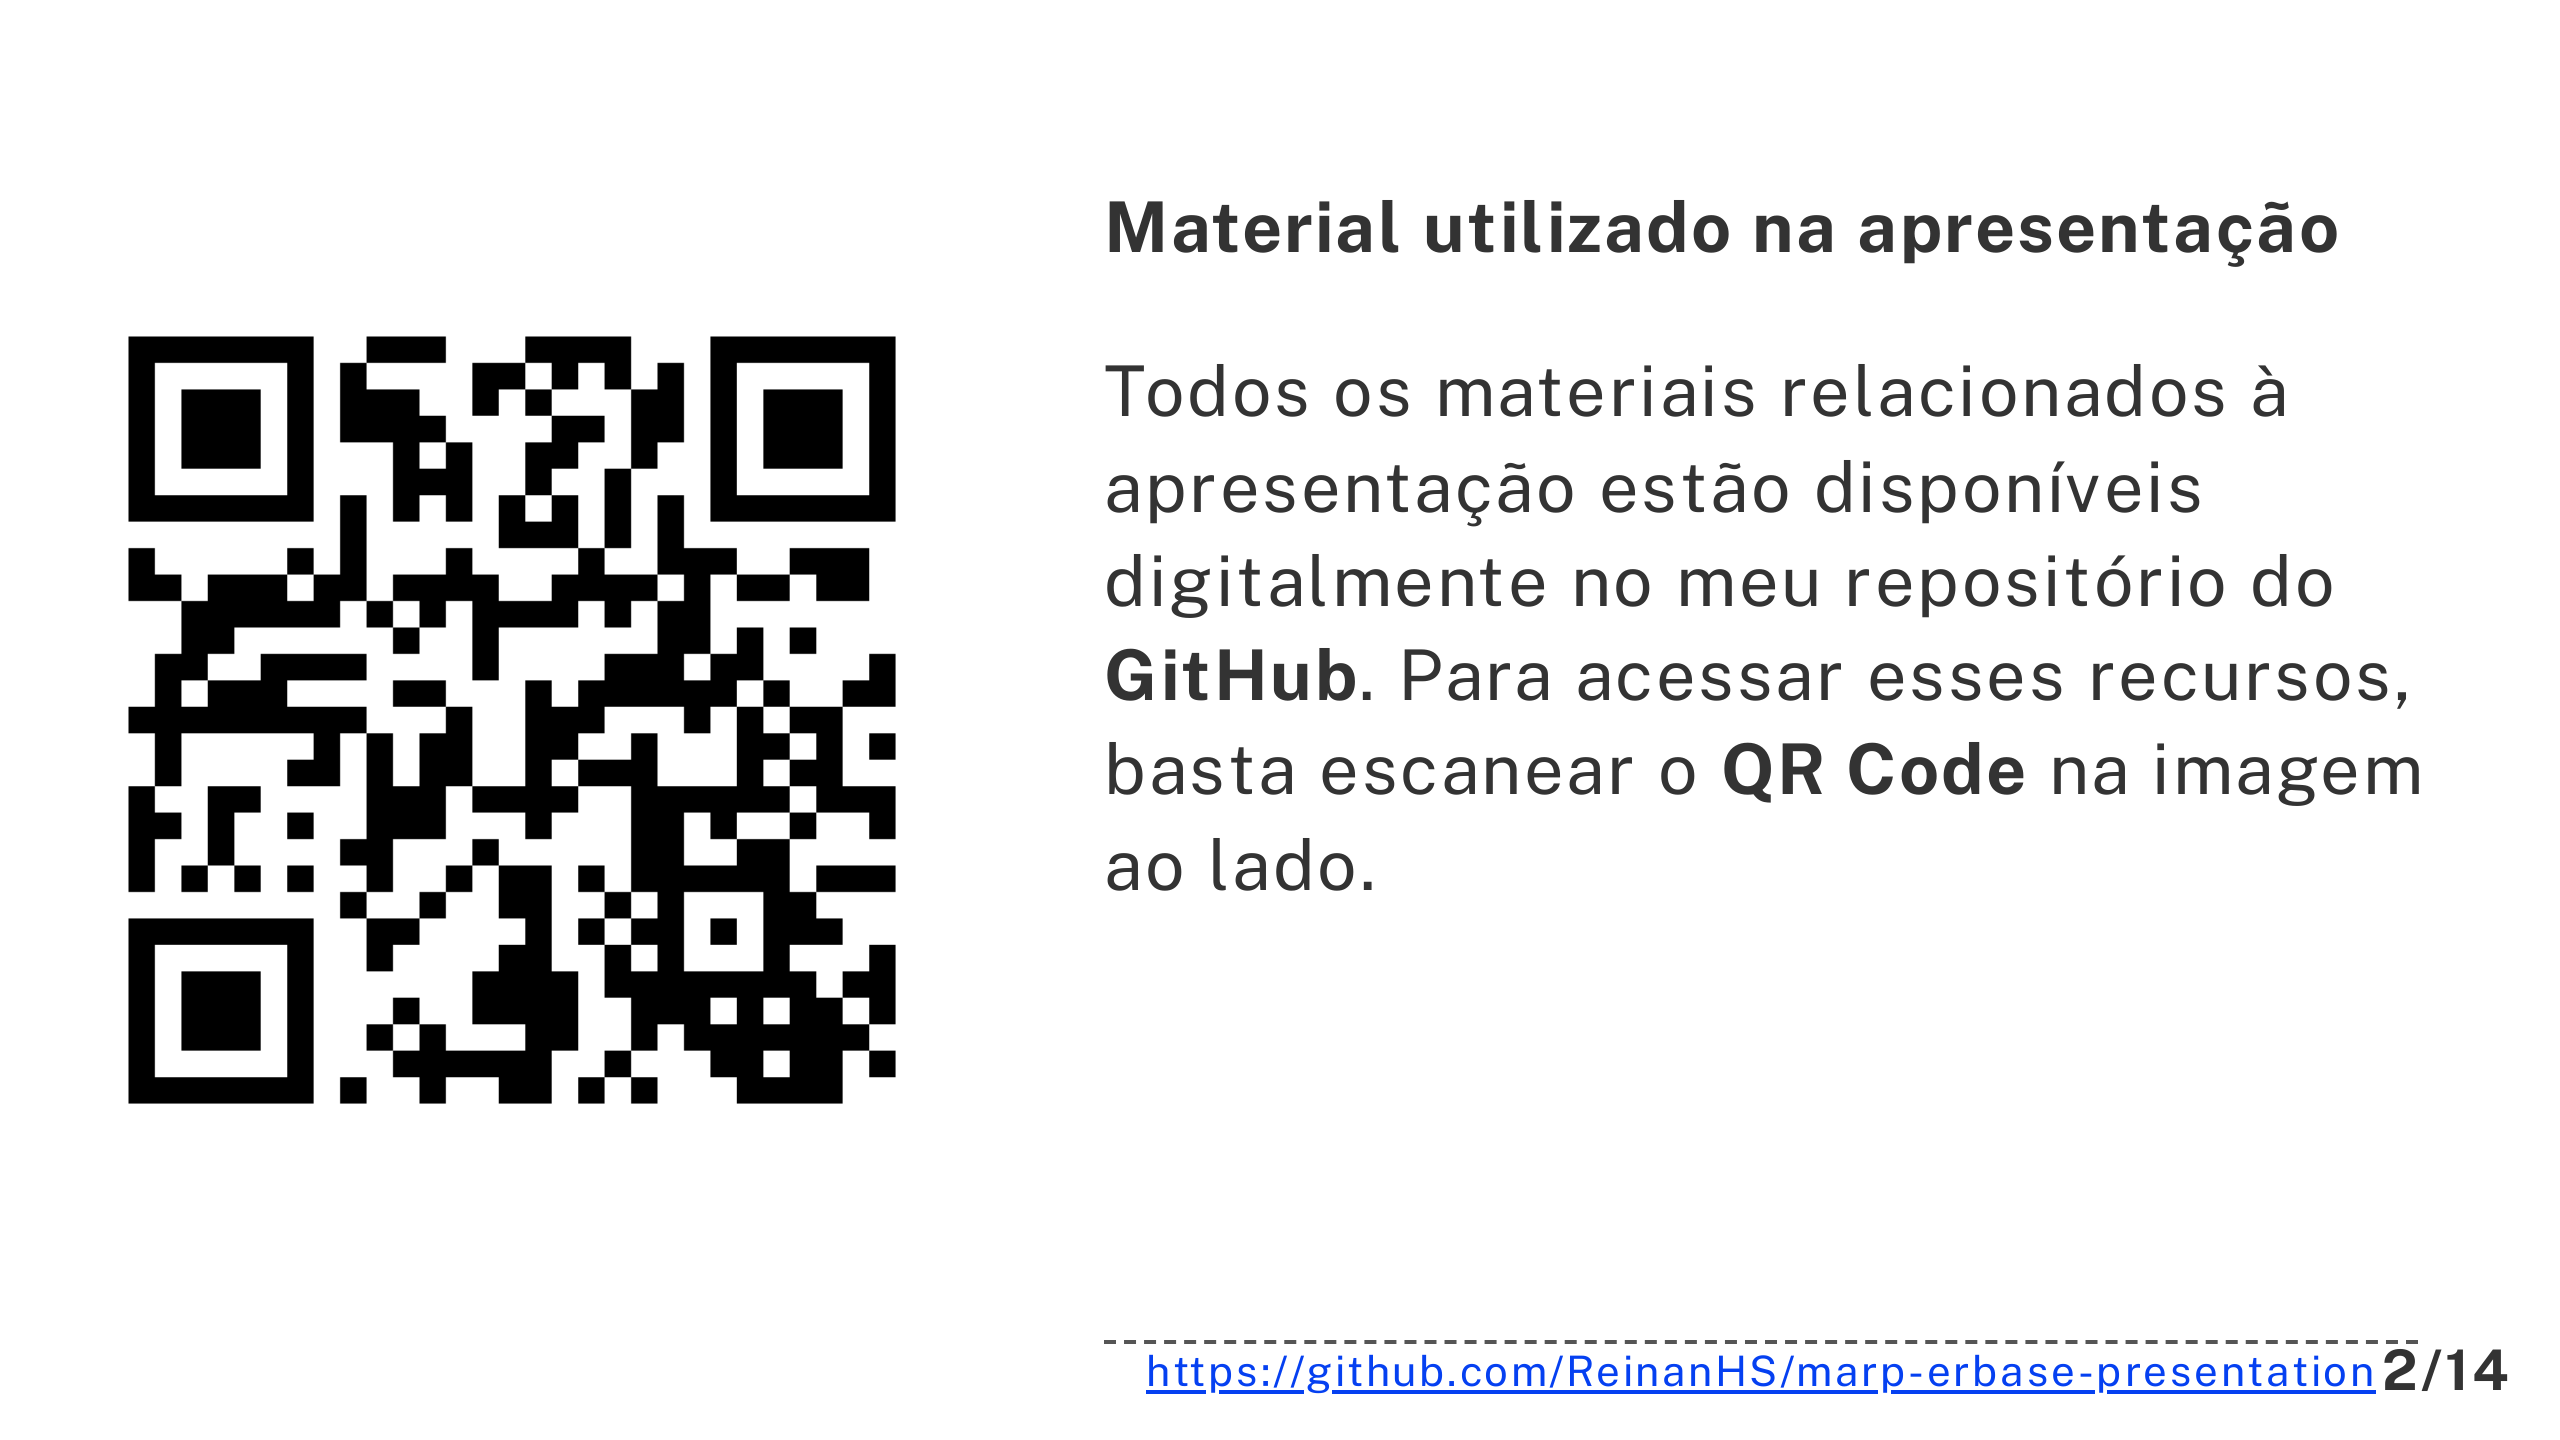 Material utilizado na apresentação
Todos os materiais relacionados à
apresentação estão disponíveis
digitalmente no meu repositório do
GitHub. Para acessar esses recursos,
basta escanear o QR Code na imagem
ao lado.
https://github.com/ReinanHS/marp-erbase-presentation 2/14